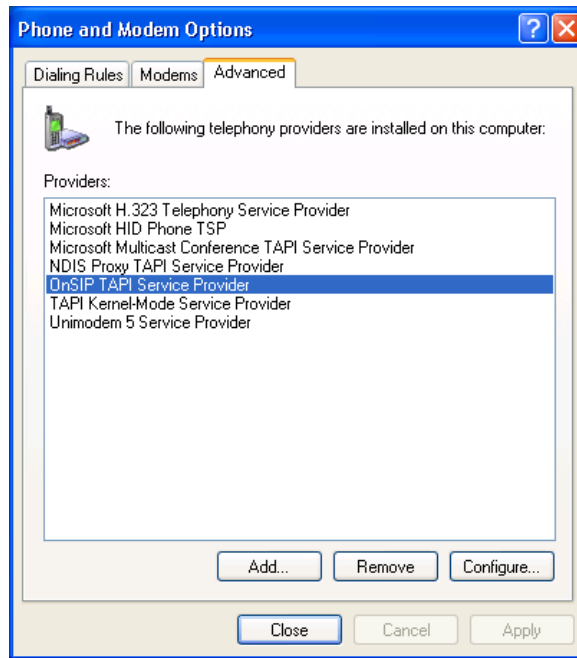 Phone and Modem Options
Dialing Rules Modems Advanced
The following telephony providers are installed on this computer:
Providers:
Microsoft H.323 Telephony Service Provider
Microsoft HID Phone TSP
Microsoft Multicast Conference TAPI Service Provider
NDIS Proxy TAPI Service Provider
OnSIP TAPI Service Provider
TAPI Kernel-Mode Service Provider
Unimodem 5 Service Provider
Add... Remove Configure...
Close Cancel Apply